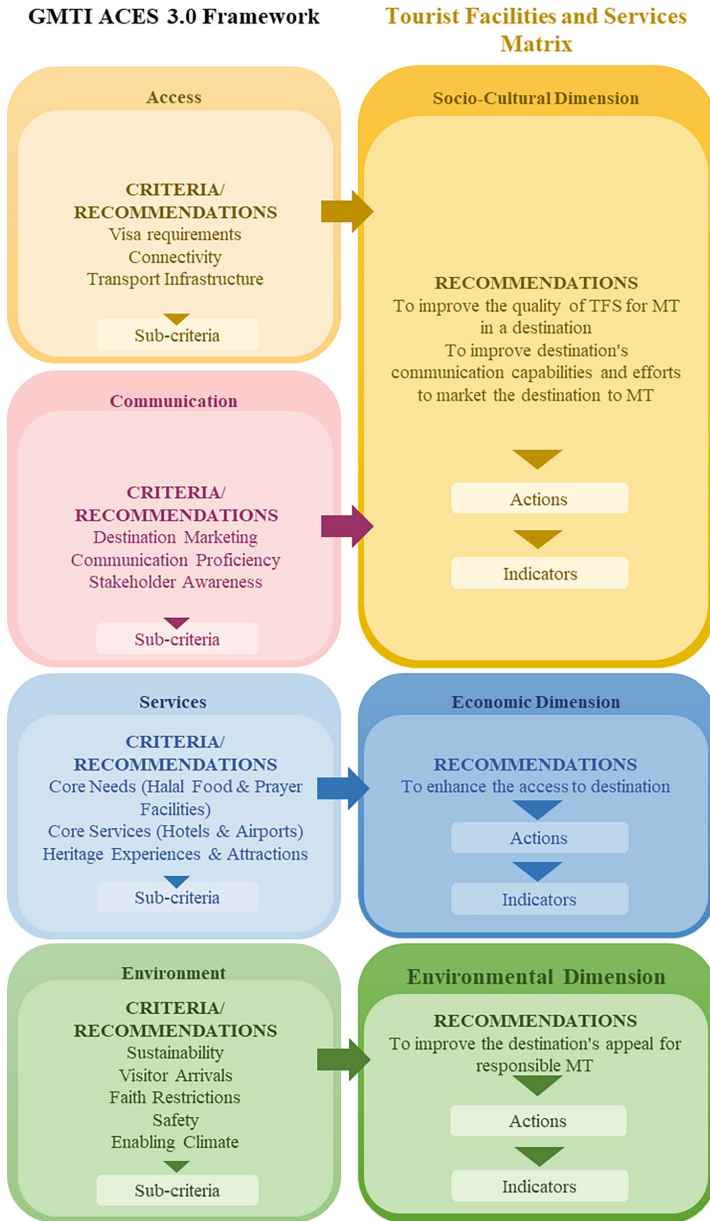 GMTI ACES 3.0 Framework
Tourist Facilities and Services
Matrix
Access
CRITERIA/
RECOMMENDATIONS
Visa requirements
Connectivity
Transport Infrastructure
Sub-criteria
Communication
CRITERIA/
RECOMMENDATIONS
Destination Marketing
Communication Proficiency
Stakeholder Awareness
Sub-criteria
Socio-Cultural Dimension
RECOMMENDATIONS
To improve the quality of TFS for MT
in a destination
To improve destination's
communication capabilities and efforts
to market the destination to MT
Actions
Indicators
Services
CRITERIA/
RECOMMENDATIONS
Core Needs (Halal Food & Prayer
Facilities)
Core Services (Hotels & Airports)
Heritage Experiences & Attractions
Sub-criteria
Economic Dimension
RECOMMENDATIONS
To enhance the access to destination
Actions
Indicators
Environment
CRITERIA/
RECOMMENDATIONS
Sustainability
Visitor Arrivals
Faith Restrictions
Safety
Enabling Climate
Sub-criteria
Environmental Dimension
RECOMMENDATIONS
To improve the destination's appeal for
responsible MT
Actions
Indicators